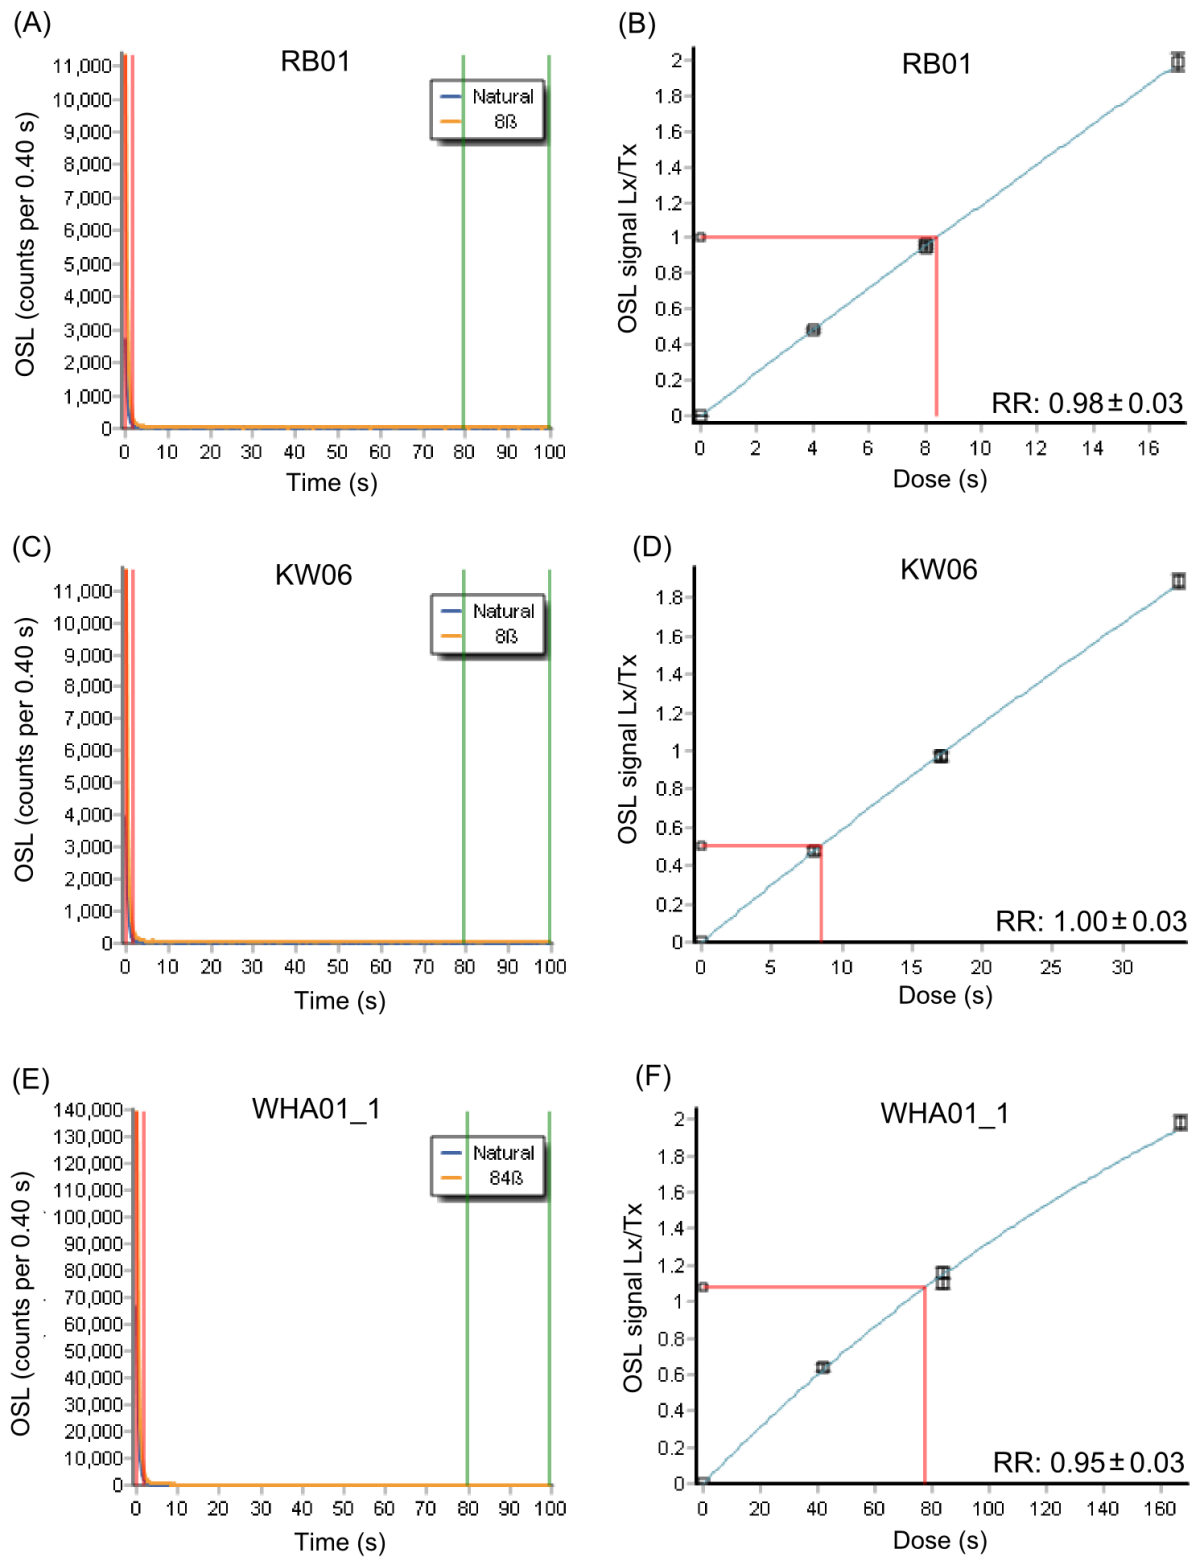 (A)
RB01
OSL (counts per 0.40 s)
11,000
10,000
9,000
8,000
7,000
6,000
5,000
4,000
3,000
2,000
1,000
0
Natural
8ß
0 10 20 30 40 50 60 70 80 90 100
Time (s)
(B)
RB01
OSL signal Lx/Tx
2
1.8
1.6
1.4
1.2
1
0.8
0.6
0.4
0.2
0
RR: 0.98±0.03
0 2 4 6 8 10 12 14 16
Dose (s)
(C)
KW06
OSL (counts per 0.40 s)
11,000
10,000
9,000
8,000
7,000
6,000
5,000
4,000
3,000
2,000
1,000
0
Natural
8ß
0 10 20 30 40 50 60 70 80 90 100
Time (s)
(D)
KW06
OSL signal Lx/Tx
1.8
1.6
1.4
1.2
1
0.8
0.6
0.4
0.2
0
RR: 1.00±0.03
0 5 10 15 20 25 30
Dose (s)
(E)
WHA01_1
OSL (counts per 0.40 s)
140,000
130,000
120,000
110,000
100,000
90,000
80,000
70,000
60,000
50,000
40,000
30,000
20,000
10,000
0
Natural
84ß
0 10 20 30 40 50 60 70 80 90 100
Time (s)
(F)
WHA01_1
OSL signal Lx/Tx
2
1.8
1.6
1.4
1.2
1
0.8
0.6
0.4
0.2
0
RR: 0.95±0.03
0 20 40 60 80 100 120 140 160
Dose (s)